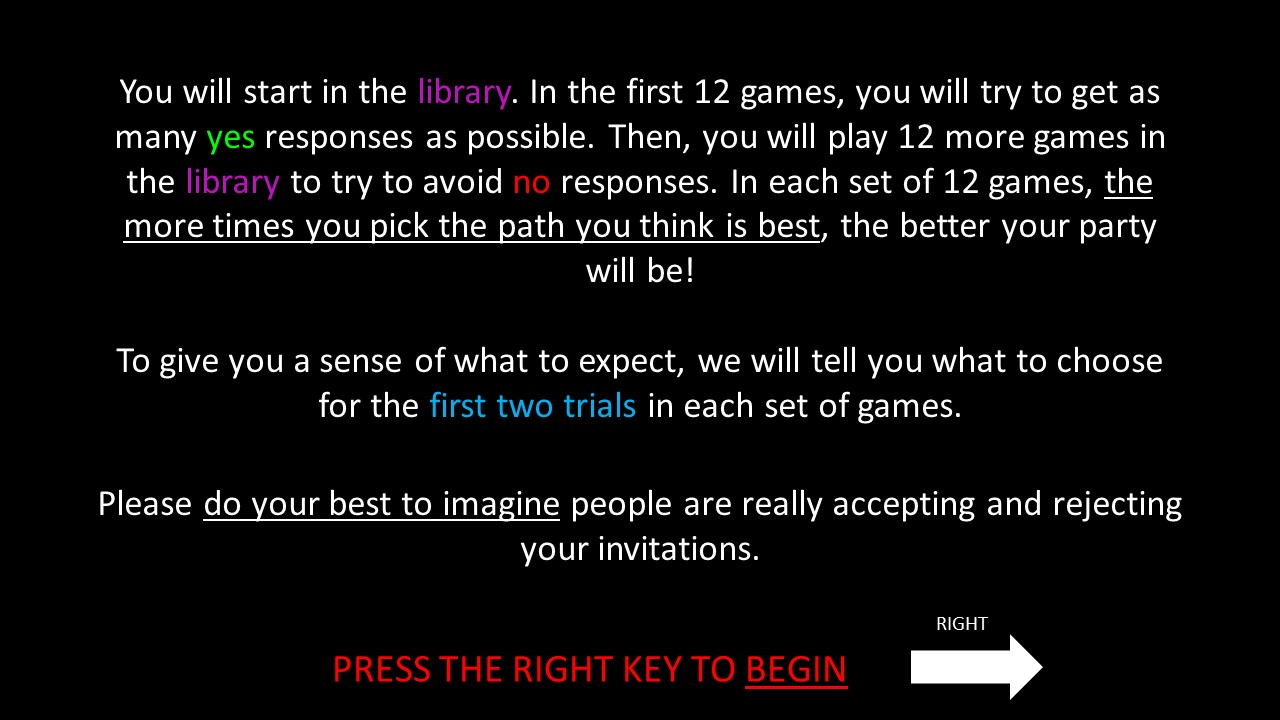 You will start in the library. In the first 12 games, you will try to get as
many yes responses as possible. Then, you will play 12 more games in
the library to try to avoid no responses. In each set of 12 games, the
more times you pick the path you think is best, the better your party
will be!
To give you a sense of what to expect, we will tell you what to choose
for the first two trials in each set of games.
Please do your best to imagine people are really accepting and rejecting
your invitations.
RIGHT
PRESS THE RIGHT KEY TO BEGIN